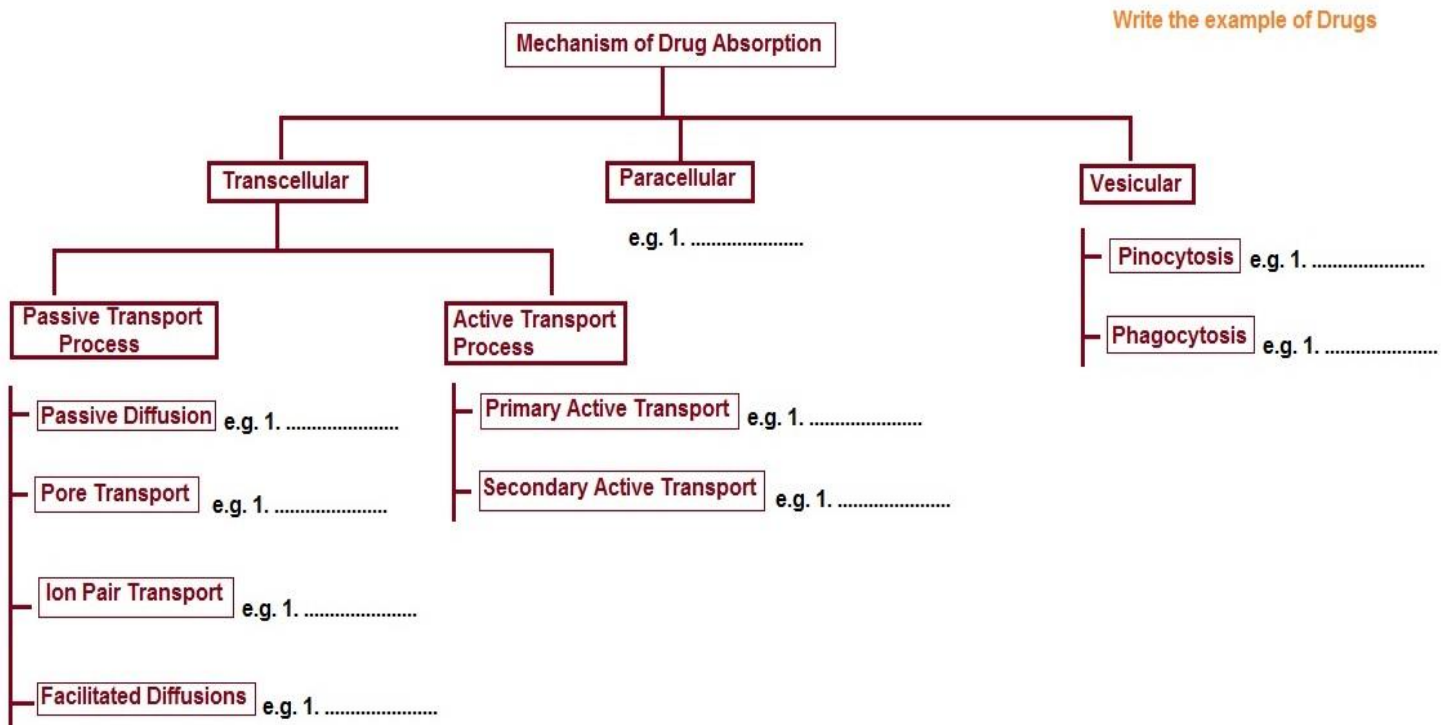 Write the example of Drugs
Mechanism of Drug Absorption
Transcellular
Paracellular
e.g. 1. ......................
Vesicular
Pinocytosis e.g. 1. ......................
Phagocytosis e.g. 1. ......................
Passive Transport
Process
Passive Diffusion e.g. 1. ......................
Pore Transport e.g. 1. ......................
Ion Pair Transport e.g. 1. ......................
Facilitated Diffusions e.g. 1. ......................
Active Transport
Process
Primary Active Transport e.g. 1. ......................
Secondary Active Transport e.g. 1. ......................